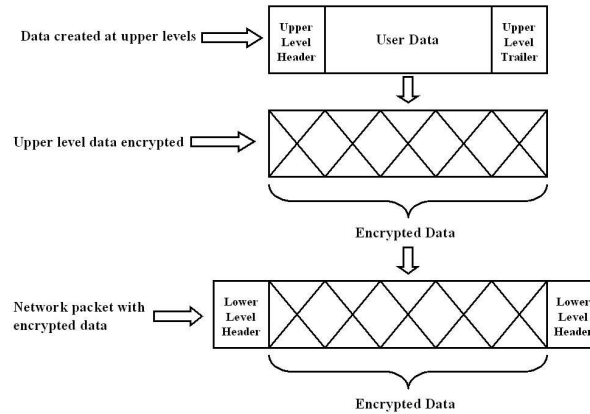 Data created at upper levels
Upper
Level
Header
User Data
Upper
Level
Trailer
Upper level data encrypted
Encrypted Data
Network packet with
encrypted data
Lower
Level
Header
Lower
Level
Header
Encrypted Data